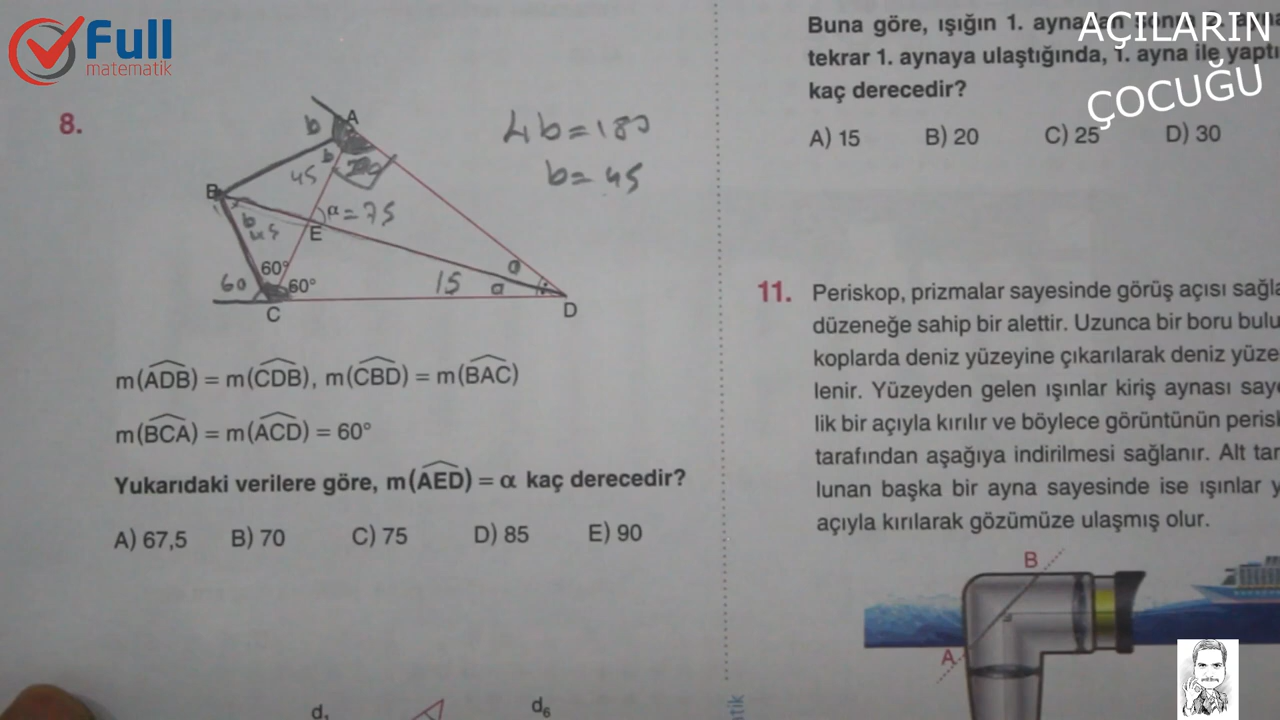 Full
matematik
AÇILARIN
ÇOCUĞU
8.
A
B
C
D
E
b
b
45
α = 75
b
45
60°
60°
60
15
a
a
4b = 180
b = 45
m(ADB) = m(CDB), m(CBD) = m(BAC)
m(BCA) = m(ACD) = 60°
Yukarıdaki verilere göre, m(AED) = α kaç derecedir?
A) 67,5 B) 70 C) 75 D) 85 E) 90
d₁
d₆
Buna göre, ışığın 1. aynadan
tekrar 1. aynaya ulaştığında, 1. ayna ile yaptı
kaç derecedir?
A) 15 B) 20 C) 25 D) 30
11. Periskop, prizmalar sayesinde görüş açısı sağla
düzeneğe sahip bir alettir. Uzunca bir boru bulu
koplarda deniz yüzeyine çıkarılarak deniz yüze
lenir. Yüzeyden gelen ışınlar kiriş aynası say
lik bir açıyla kırılır ve böylece görüntünün peris
tarafından aşağıya indirilmesi sağlanır. Alt tar
lunan başka bir ayna sayesinde ise ışınlar y
açıyla kırılarak gözümüze ulaşmış olur.
B
A
tik